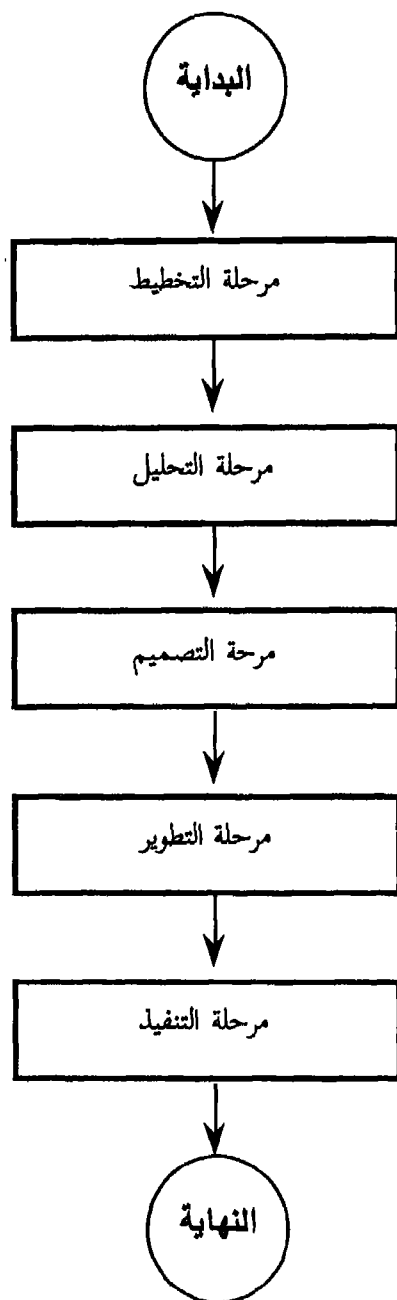 البداية
مرحلة التخطيط
مرحلة التحليل
مرحة التصميم
مرحلة التطوير
مرحلة التنفيذ
النهاية